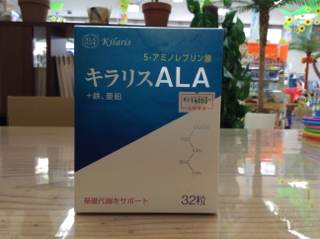 ALA
Kilaris
5-アミノレブリン酸
キラリスALA
+鉄、亜鉛
基礎代謝をサポート
32粒